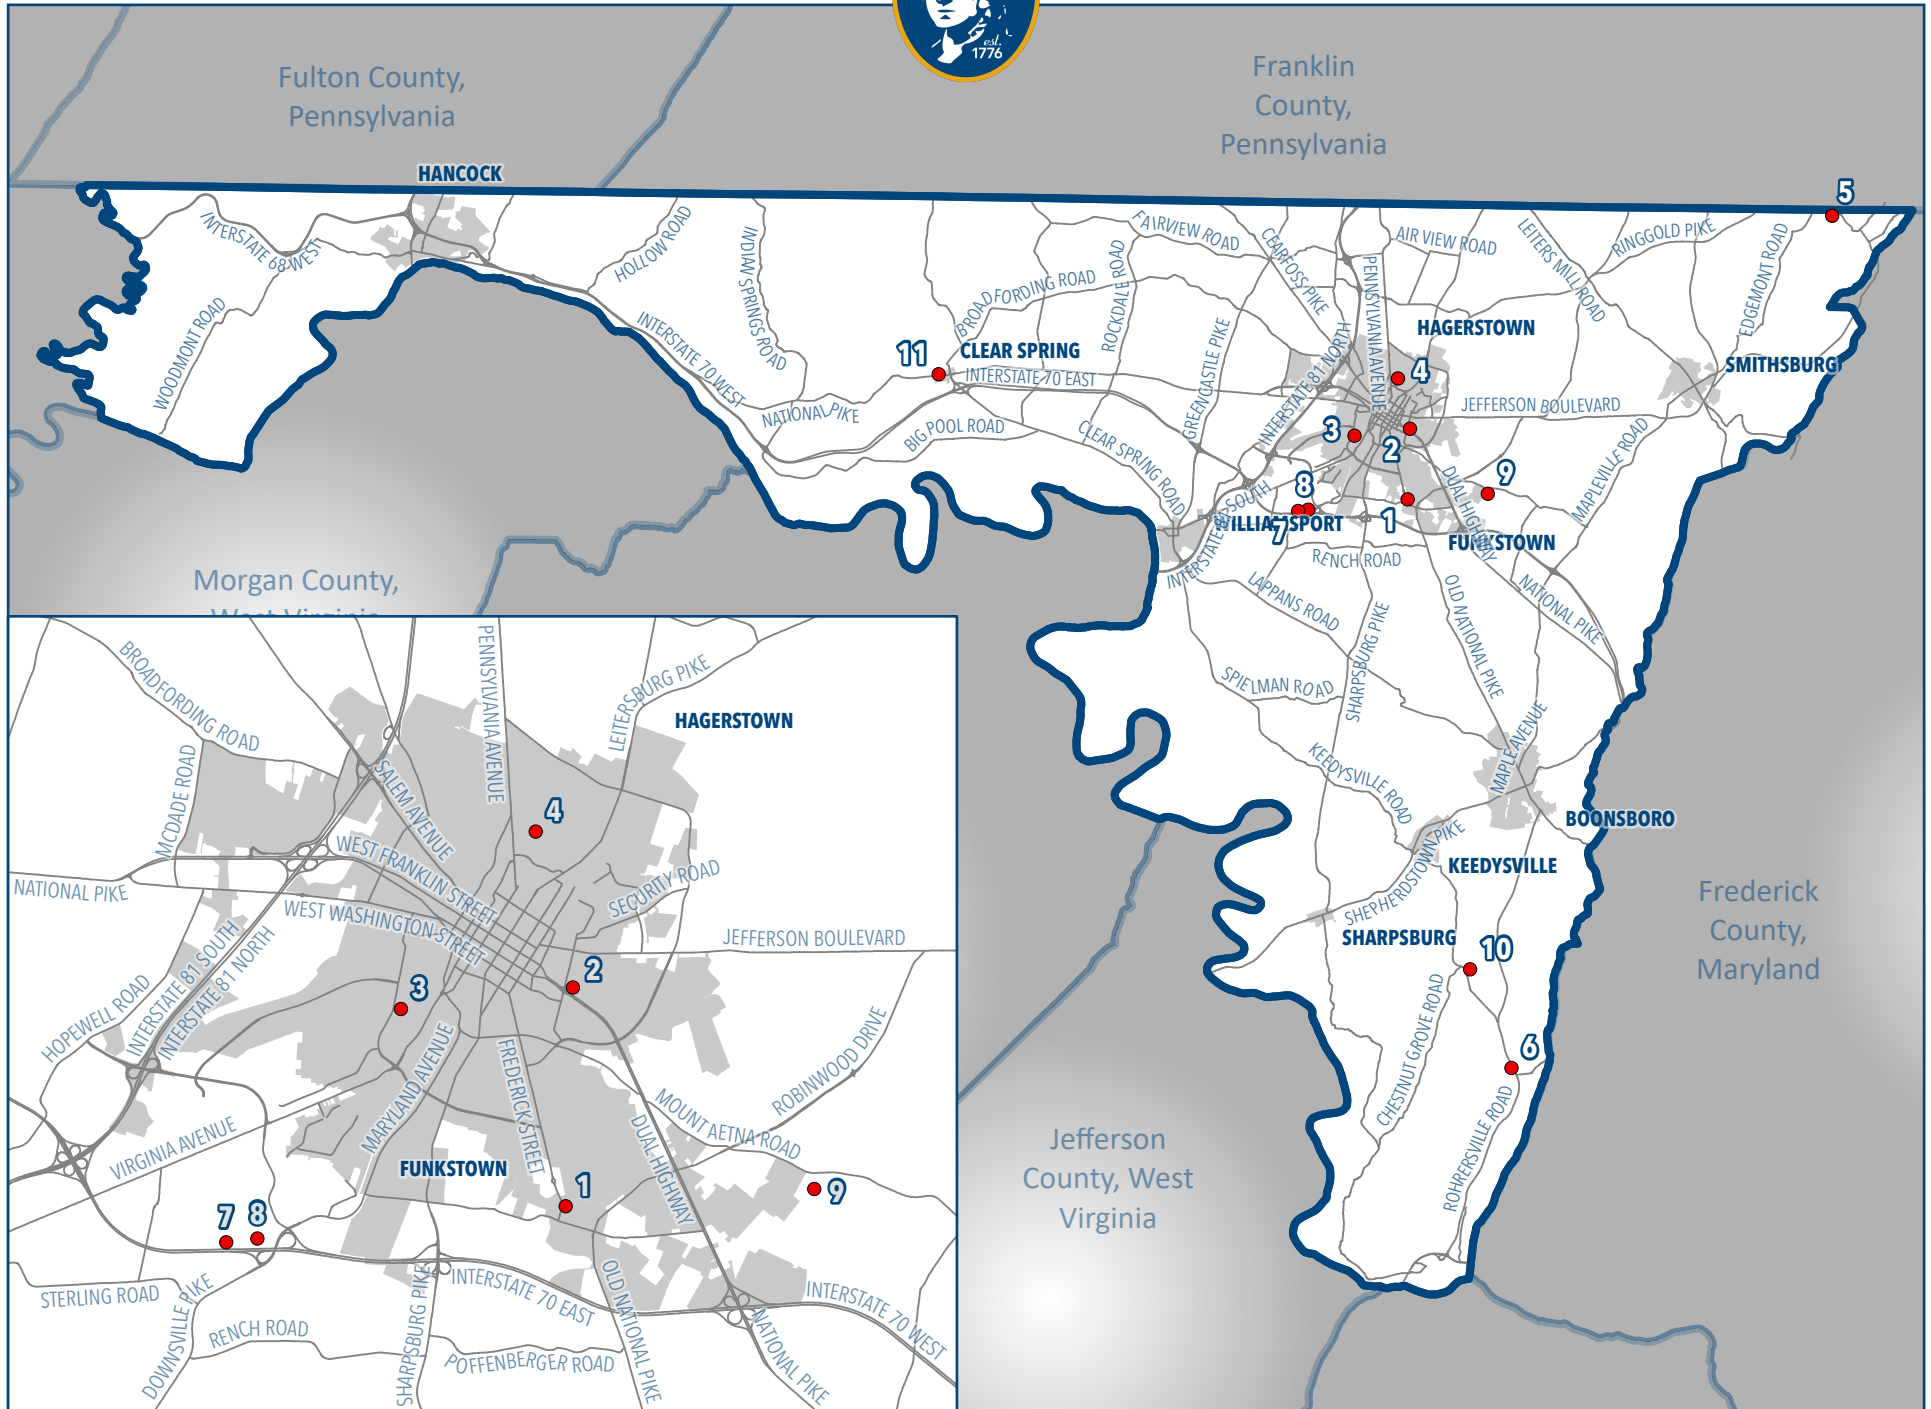 est.
1776
Fulton County,
Pennsylvania
Franklin
County,
Pennsylvania
HANCOCK
5
INTERSTATE 68 WEST
WOODMONT ROAD
HOLLOW ROAD
INDIAN SPRINGS ROAD
INTERSTATE 70 WEST
FAIRVIEW ROAD
BROADFORDING ROAD
ROCKDALE ROAD
CEARFOSS PIKE
PENNSYLVANIA AVENUE
AIR VIEW ROAD
LEITERS MILL ROAD
RINGGOLD PIKE
EDGEMONT ROAD
HAGERSTOWN
11
CLEAR SPRING
INTERSTATE 70 EAST
GREENCASTLE PIKE
INTERSTATE 81 NORTH
4
SMITHSBURG
JEFFERSON BOULEVARD
NATIONAL PIKE
BIG POOL ROAD
CLEAR SPRING ROAD
3
2
MAPLEVILLE ROAD
9
8
DUAL HIGHWAY
WILLIAMSPORT
7
1
FUNKSTOWN
INTERSTATE 81 SOUTH
RENCH ROAD
LAPPANS ROAD
OLD NATIONAL PIKE
NATIONAL PIKE
SHARPSBURG PIKE
SPIELMAN ROAD
MAPLE AVENUE
KEEDYSVILLE ROAD
BOONSBORO
SHEPHERDSTOWN PIKE
KEEDYSVILLE
SHARPSBURG
10
CHESTNUT GROVE ROAD
6
ROHRERSVILLE ROAD
Frederick
County,
Maryland
Jefferson
County, West
Virginia
Morgan County,
West Virginia
BROADFORDING ROAD
PENNSYLVANIA AVENUE
LEITERSBURG PIKE
HAGERSTOWN
MCDADE ROAD
SALEM AVENUE
4
WEST FRANKLIN STREET
NATIONAL PIKE
WEST WASHINGTON STREET
SECURITY ROAD
JEFFERSON BOULEVARD
INTERSTATE 81 SOUTH
INTERSTATE 81 NORTH
HOPEWELL ROAD
3
2
MARYLAND AVENUE
FREDERICK STREET
ROBINWOOD DRIVE
MOUNT AETNA ROAD
DUAL HIGHWAY
VIRGINIA AVENUE
FUNKSTOWN
1
9
7
8
STERLING ROAD
DOWNSVILLE PIKE
RENCH ROAD
SHARPSBURG PIKE
INTERSTATE 70 EAST
POFFENBERGER ROAD
OLD NATIONAL PIKE
NATIONAL PIKE
INTERSTATE 70 WEST